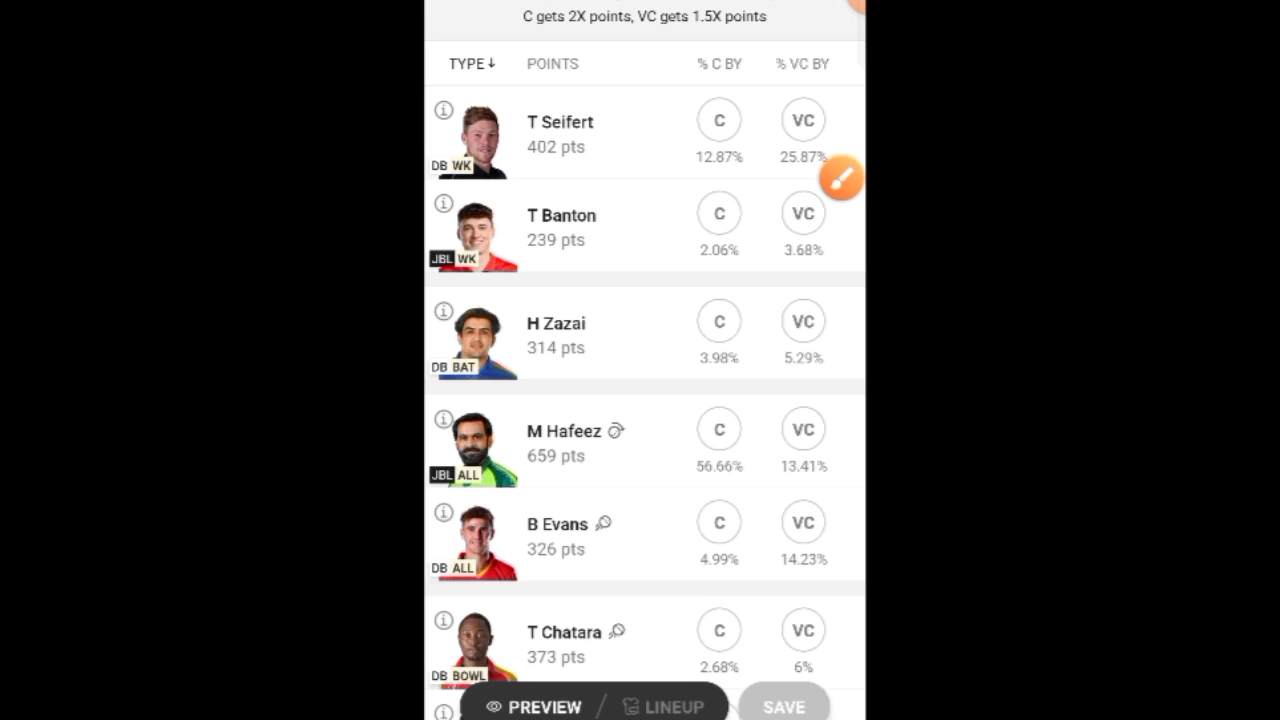 C gets 2X points, VC gets 1.5X points
TYPE↓ POINTS % C BY % VC BY
T Seifert
402 pts
C VC
12.87% 25.87%
DB WK
T Banton
239 pts
C VC
2.06% 3.68%
JBL WK
H Zazai
314 pts
C VC
3.98% 5.29%
DB BAT
M Hafeez
659 pts
C VC
56.66% 13.41%
JBL ALL
B Evans
326 pts
C VC
4.99% 14.23%
DB ALL
T Chatara
373 pts
C VC
2.68% 6%
DB BOWL
PREVIEW / LINEUP SAVE